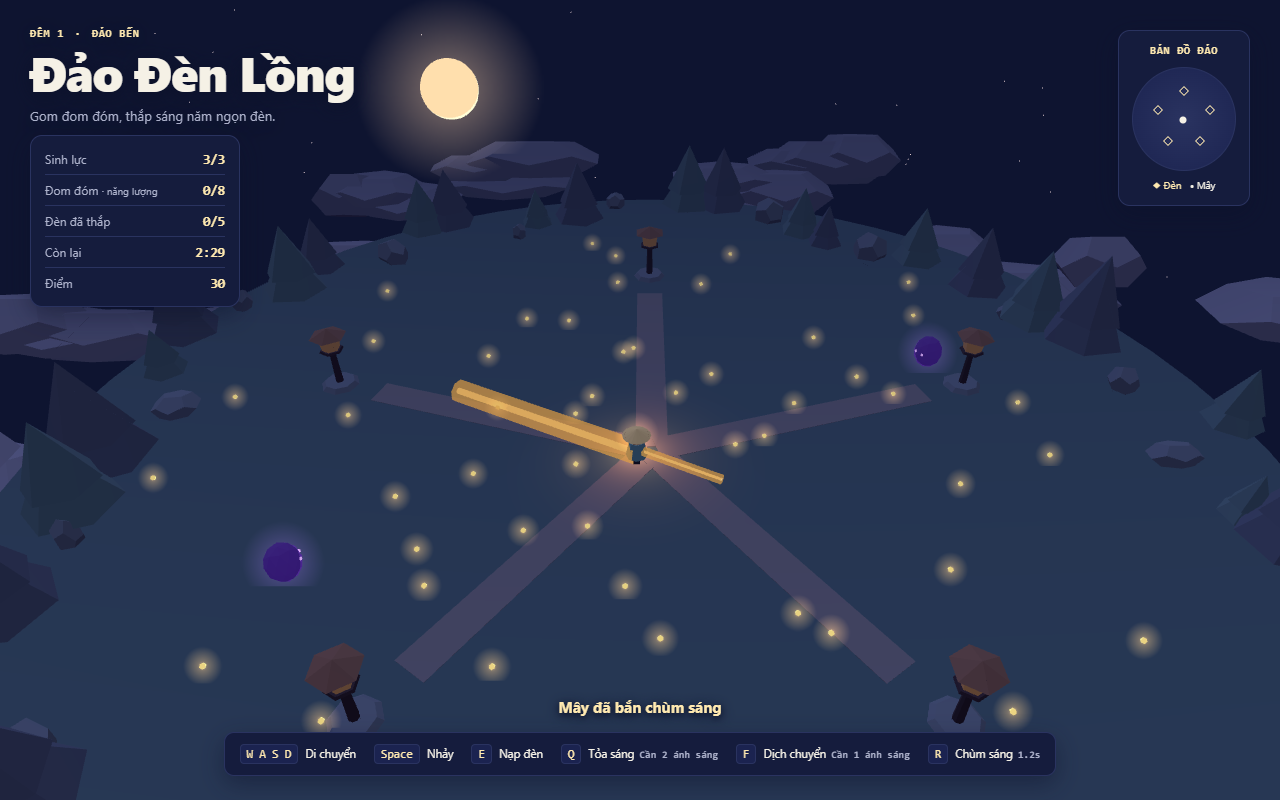 ĐÊM 1 · ĐẢO BẾN
Đảo Đèn Lồng
Gom đom đóm, thắp sáng năm ngọn đèn.
Sinh lực 3/3
Đom đóm · năng lượng 0/8
Đèn đã thắp 0/5
Còn lại 2:29
Điểm 30
BẢN ĐỒ ĐẢO
◆ Đèn • Mây
Mây đã bắn chùm sáng
W A S D Di chuyển Space Nhảy E Nạp đèn Q Tỏa sáng Cần 2 ánh sáng F Dịch chuyển Cần 1 ánh sáng R Chùm sáng 1.2s